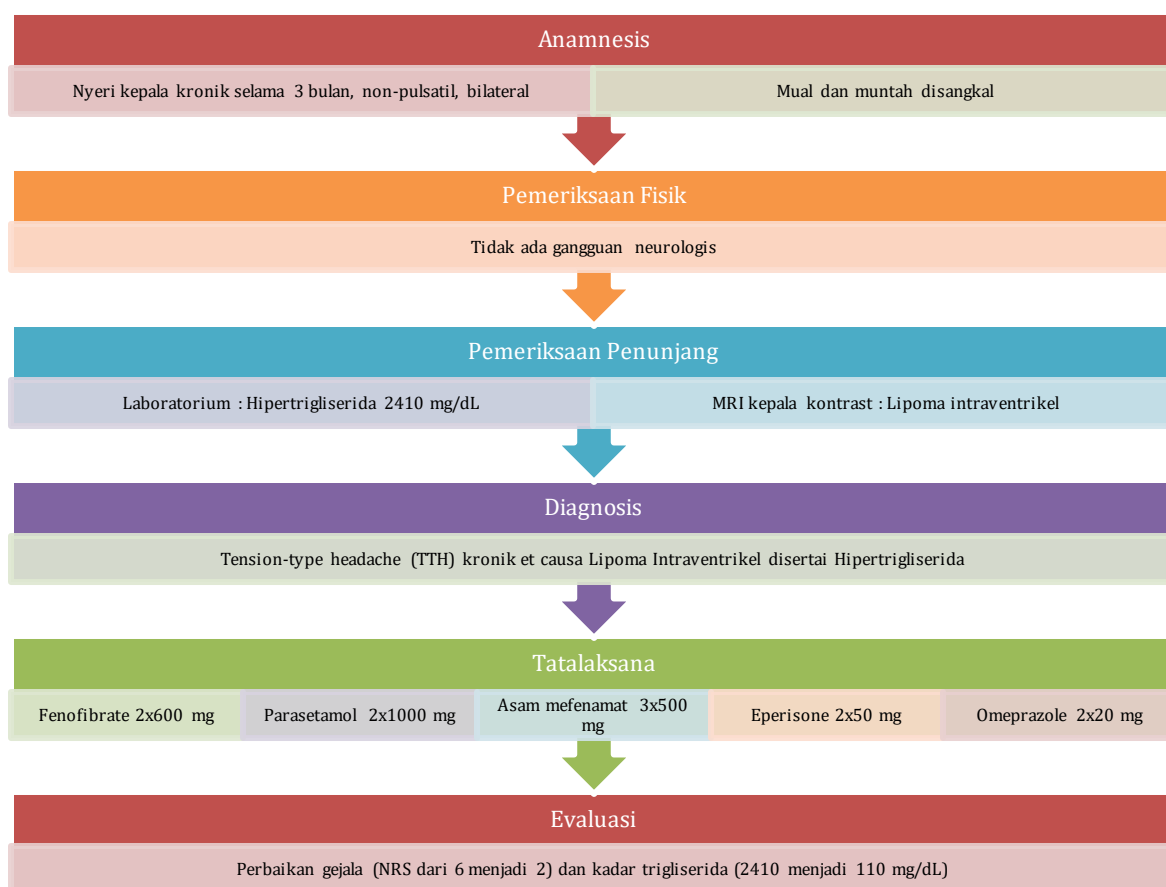 Anamnesis
Nyeri kepala kronik selama 3 bulan, non-pulsatil, bilateral
Mual dan muntah disangkal
Pemeriksaan Fisik
Tidak ada gangguan neurologis
Pemeriksaan Penunjang
Laboratorium : Hipertrigliserida 2410 mg/dL
MRI kepala kontrast : Lipoma intraventrikel
Diagnosis
Tension-type headache (TTH) kronik et causa Lipoma Intraventrikel disertai Hipertrigliserida
Tatalaksana
Fenofibrate 2x600 mg
Parasetamol 2x1000 mg
Asam mefenamat 3x500
mg
Eperisone 2x50 mg
Omeprazole 2x20 mg
Evaluasi
Perbaikan gejala (NRS dari 6 menjadi 2) dan kadar trigliserida (2410 menjadi 110 mg/dL)